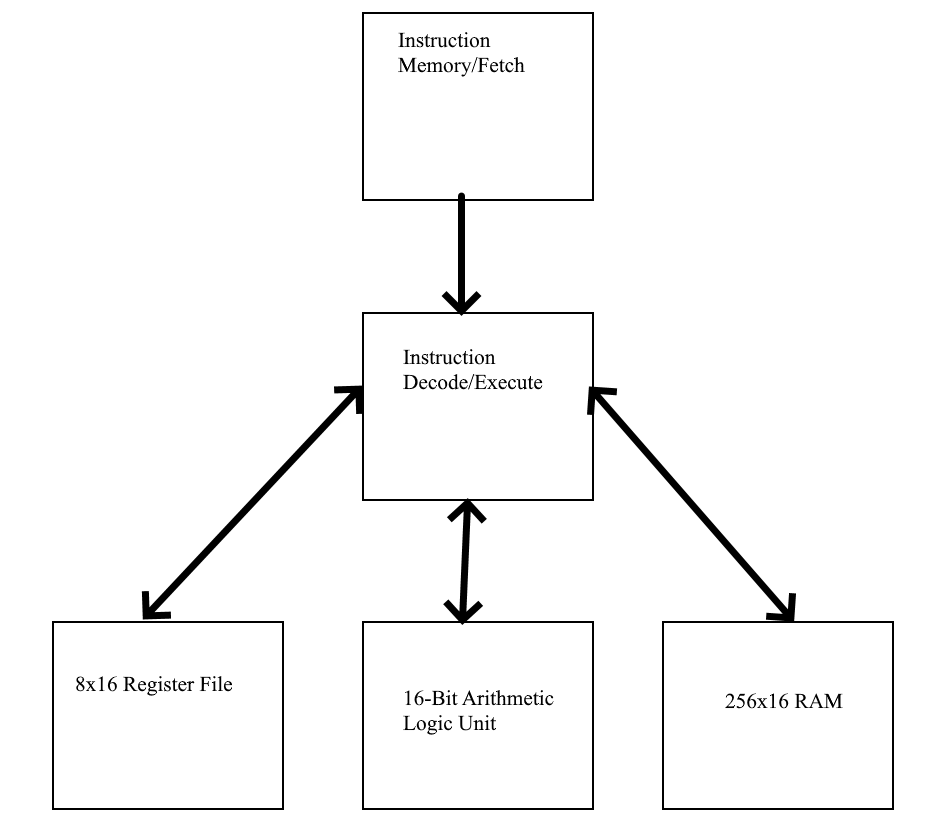 Instruction
Memory/Fetch
Instruction
Decode/Execute
8x16 Register File
16-Bit Arithmetic
Logic Unit
256x16 RAM